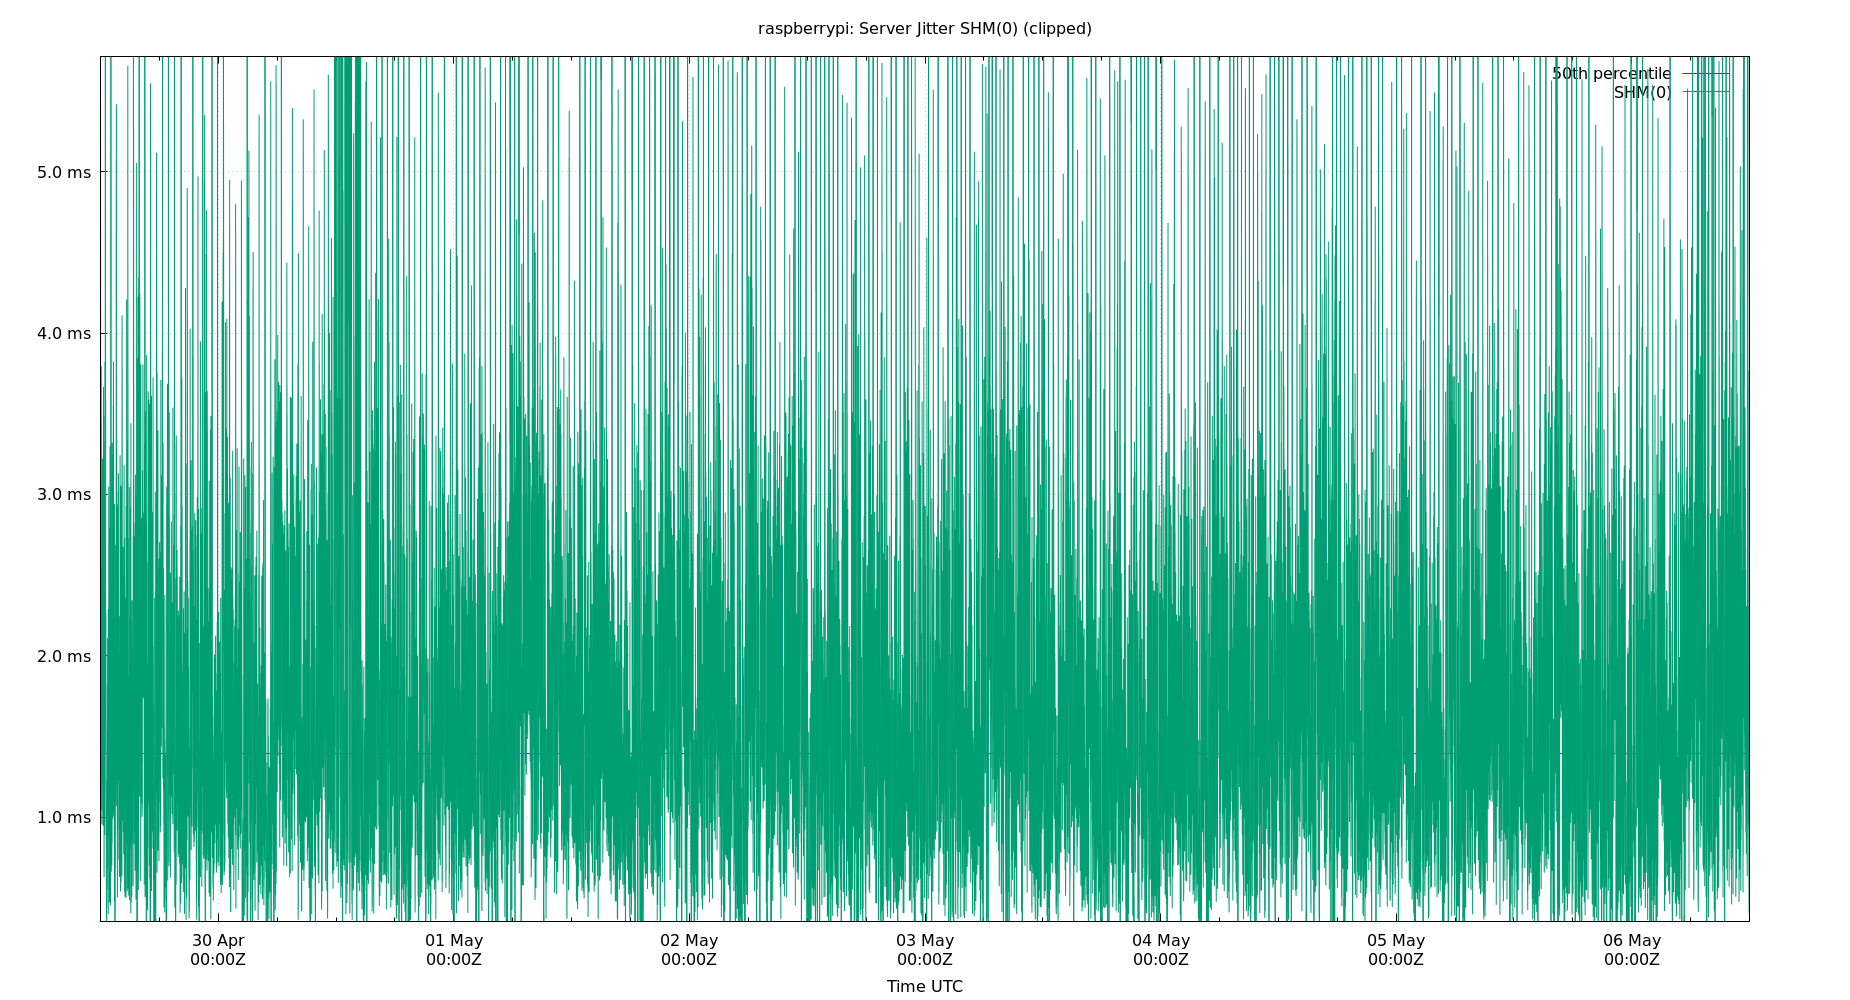 raspberrypi: Server Jitter SHM(0) (clipped)
50th percentile
SHM(0)
5.0 ms
4.0 ms
3.0 ms
2.0 ms
1.0 ms
30 Apr
00:00Z
01 May
00:00Z
02 May
00:00Z
03 May
00:00Z
04 May
00:00Z
05 May
00:00Z
06 May
00:00Z
Time UTC